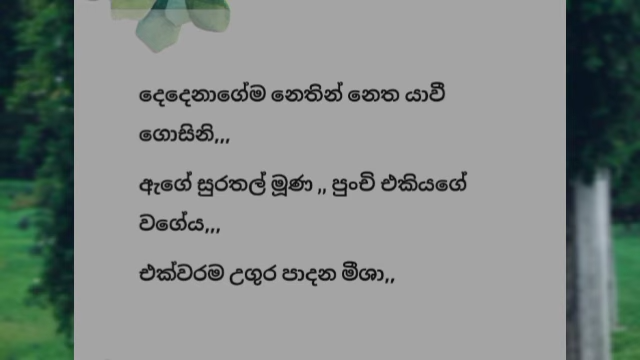 දෙදෙනාගේම නෙතින් නෙත යාවී
ගොසිනි,,,
ඇගේ සුරතල් මූණ ,, පුංචි එකියගේ
වගේය,,,
එක්වරම උගුර පාදන මීශා,,